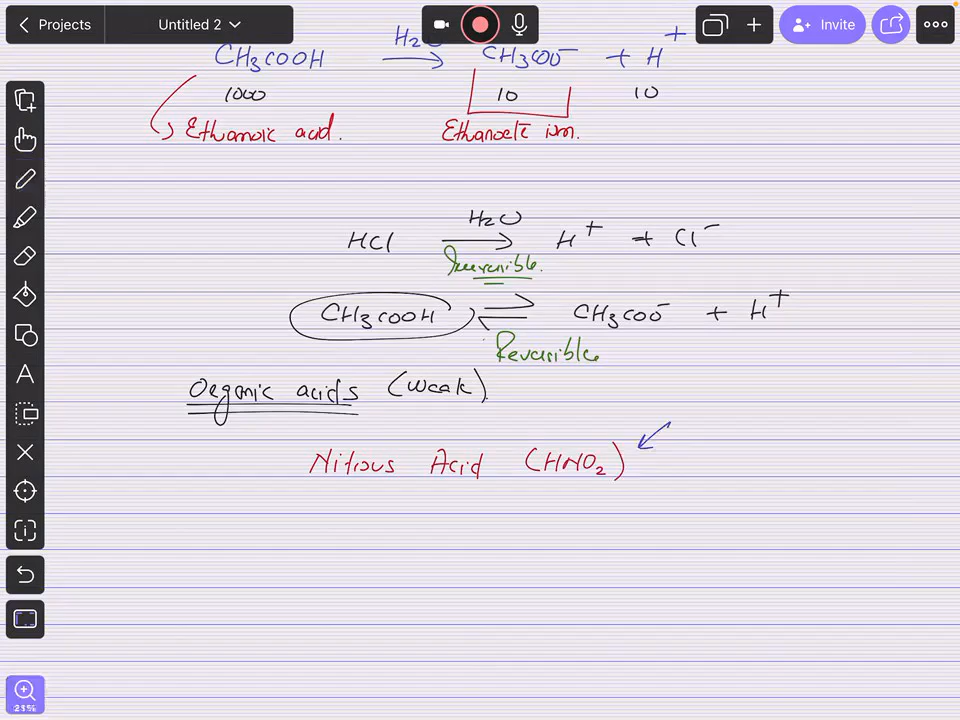 Projects Untitled 2 Invite
CH3COOH H2O CH3COO- + H+
1000 10 10
Ethanoic acid. Ethanoate ion.
HCl H2O H+ + Cl-
Irreversible.
CH3COOH ⇌ CH3COO- + H+
Reversible
Organic acids (weak).
Nitrous Acid (HNO2)
A